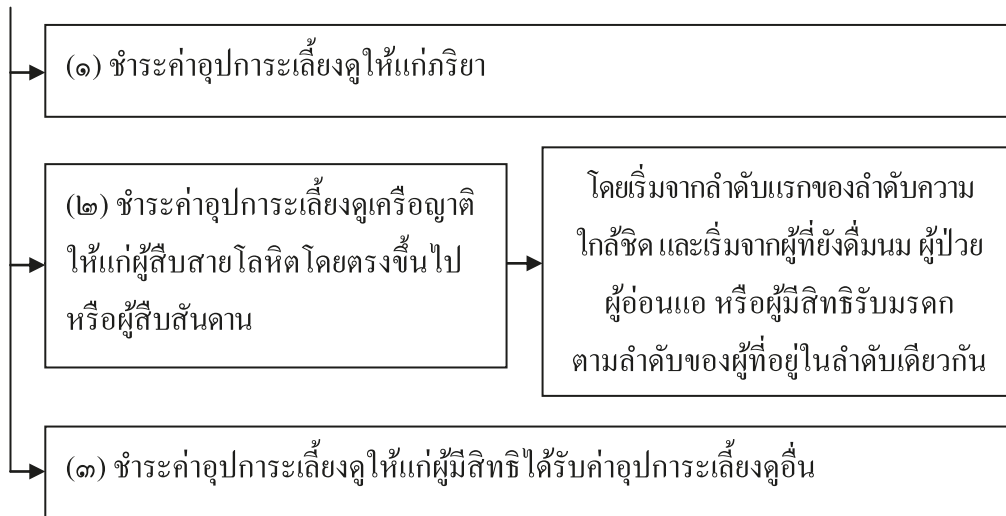 (๑) ชำระค่าอุปการะเลี้ยงดูให้แก่ภริยา
(๒) ชำระค่าอุปการะเลี้ยงดูเครือญาติ
ให้แก่ผู้สืบสายโลหิตโดยตรงขึ้นไป
หรือผู้สืบสันดาน
โดยเริ่มจากลำดับแรกของลำดับความ
ใกล้ชิด และเริ่มจากผู้ที่ยังดื่มนม ผู้ป่วย
ผู้อ่อนแอ หรือผู้มีสิทธิรับมรดก
ตามลำดับของผู้ที่อยู่ในลำดับเดียวกัน
(๓) ชำระค่าอุปการะเลี้ยงดูให้แก่ผู้มีสิทธิได้รับค่าอุปการะเลี้ยงดูอื่น